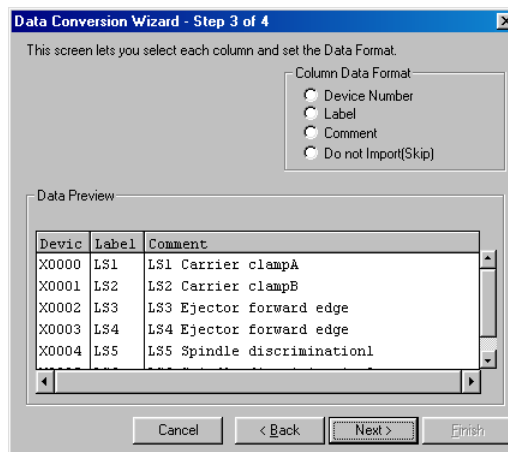 Data Conversion Wizard - Step 3 of 4
This screen lets you select each column and set the Data Format.
Column Data Format
Device Number
Label
Comment
Do not Import(Skip)
Data Preview
Devic Label Comment
X0000 LS1 LS1 Carrier clampA
X0001 LS2 LS2 Carrier clampB
X0002 LS3 LS3 Ejector forward edge
X0003 LS4 LS4 Ejector forward edge
X0004 LS5 LS5 Spindle discrimination1
Cancel < Back Next > Finish